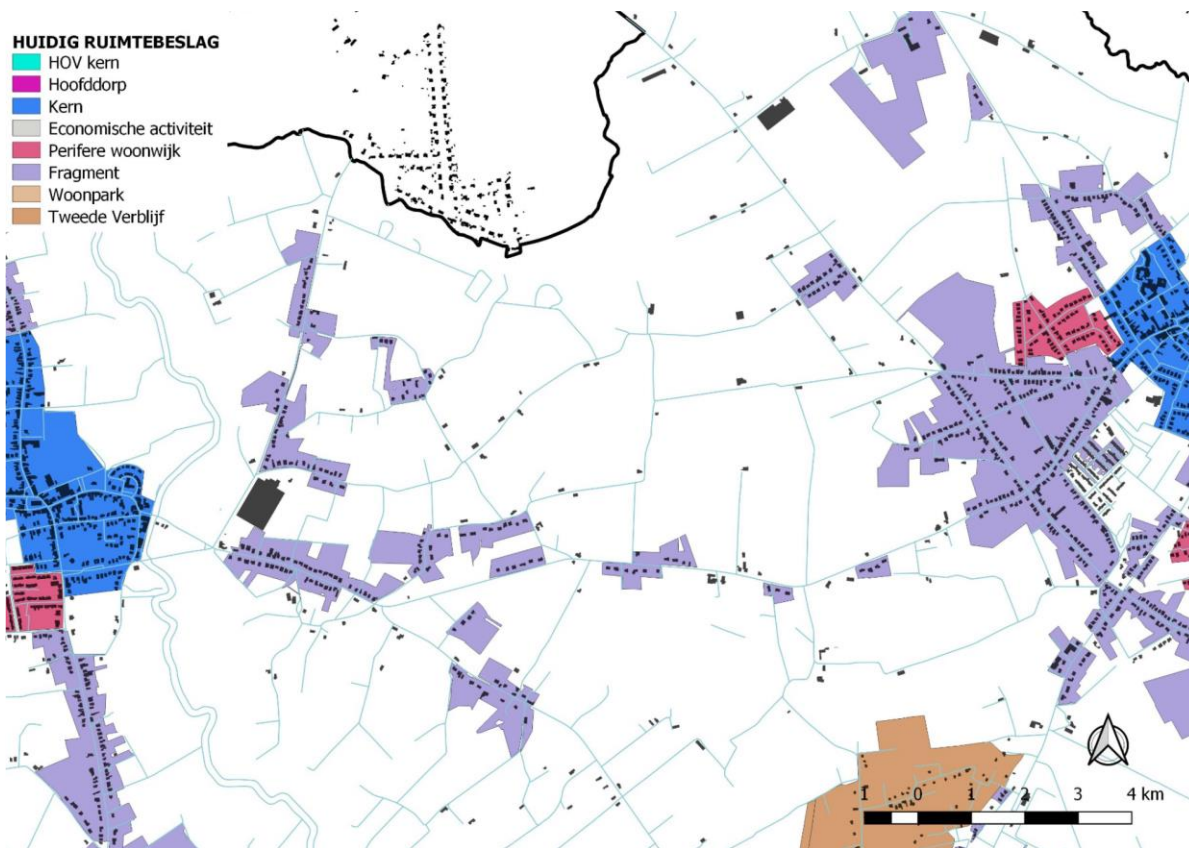 HUIDIG RUIMTEBESLAG
HOV kern
Hoofddorp
Kern
Economische activiteit
Perifere woonwijk
Fragment
Woonpark
Tweede Verblijf
1 0 1 2 3 4 km